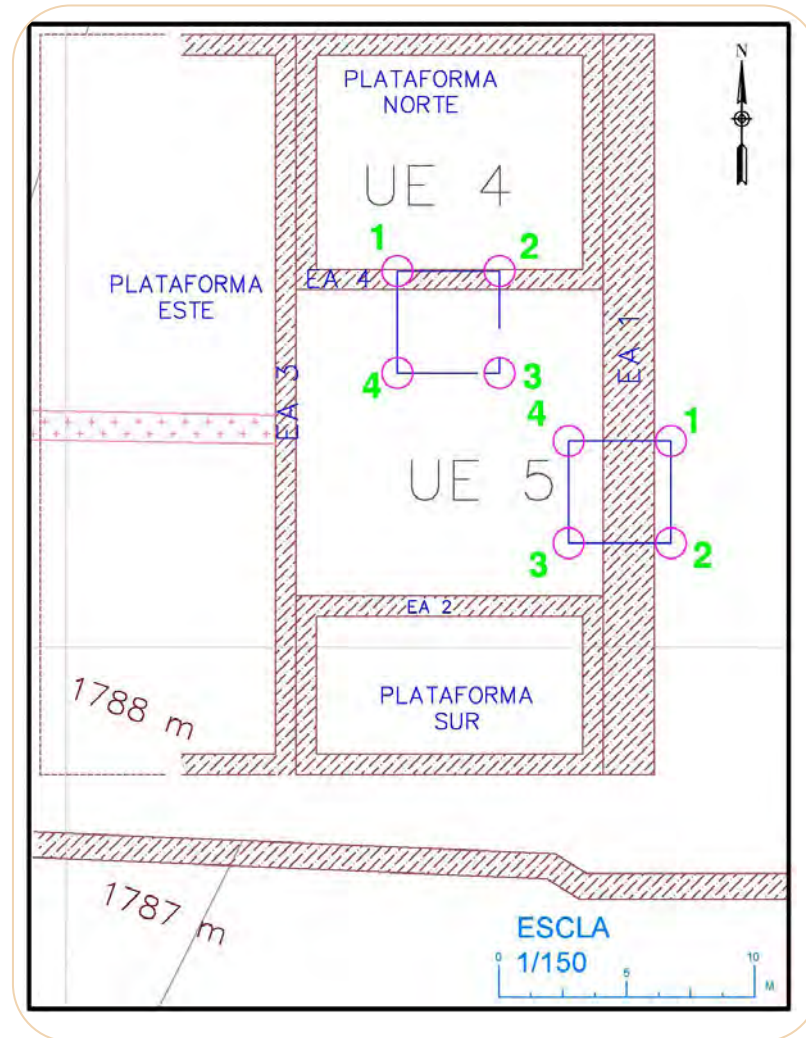 N
PLATAFORMA
NORTE
UE 4
1
2
PLATAFORMA
ESTE
EA 4
EA 1
EA 3
4
3
4
1
UE 5
3
2
EA 2
PLATAFORMA
SUR
1788 m
1787 m
ESCLA
1/150
0
5
10
M